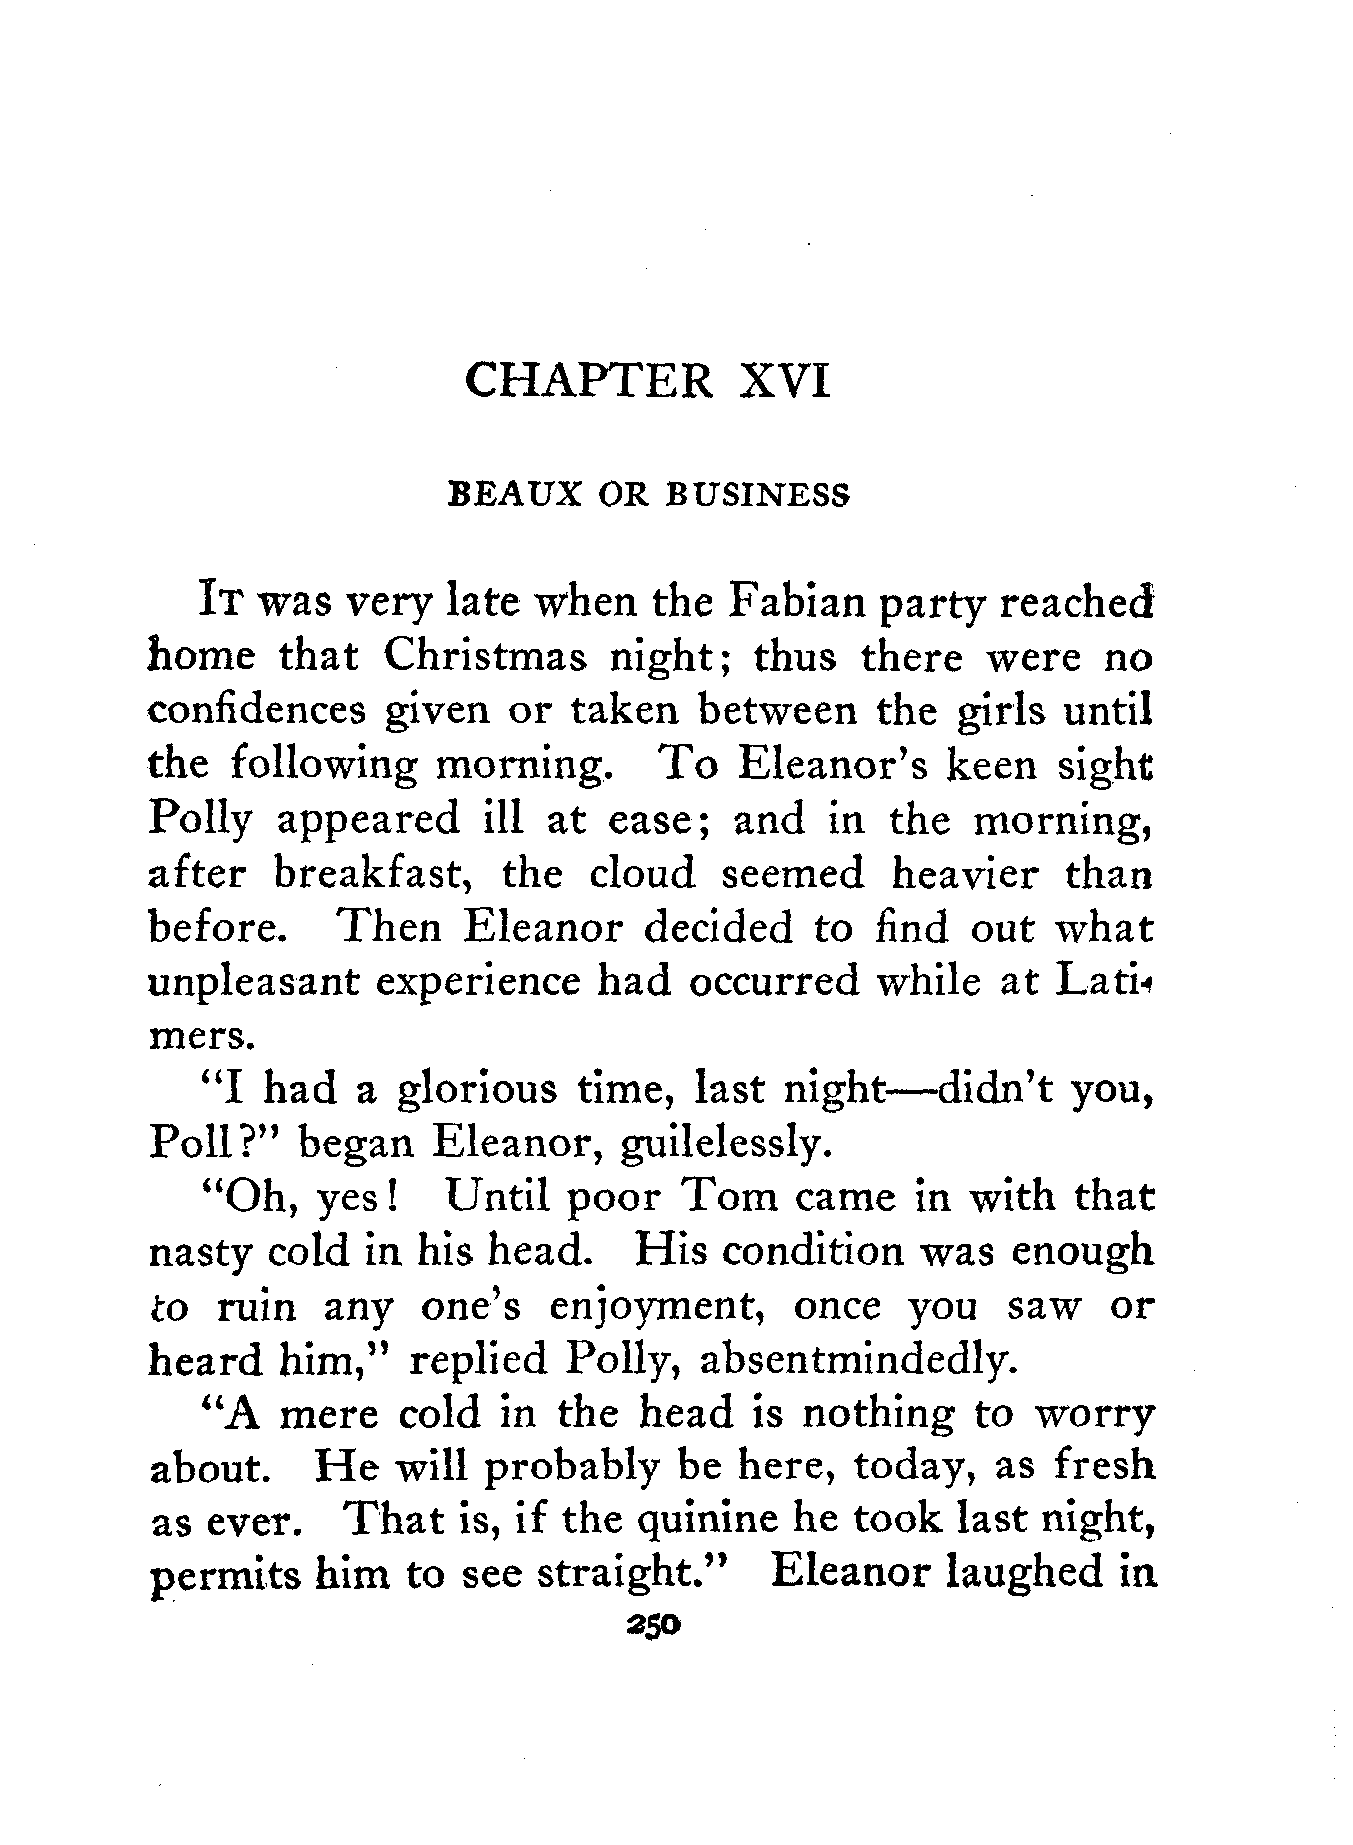 CHAPTER XVI
BEAUX OR BUSINESS
IT was very late when the Fabian party reached
home that Christmas night; thus there were no
confidences given or taken between the girls until
the following morning. To Eleanor's keen sight
Polly appeared ill at ease; and in the morning,
after breakfast, the cloud seemed heavier than
before. Then Eleanor decided to find out what
unpleasant experience had occurred while at Lati-
mers.
"I had a glorious time, last night—didn't you,
Poll?" began Eleanor, guilelessly.
"Oh, yes! Until poor Tom came in with that
nasty cold in his head. His condition was enough
to ruin any one's enjoyment, once you saw or
heard him," replied Polly, absentmindedly.
"A mere cold in the head is nothing to worry
about. He will probably be here, today, as fresh
as ever. That is, if the quinine he took last night,
permits him to see straight." Eleanor laughed in
250